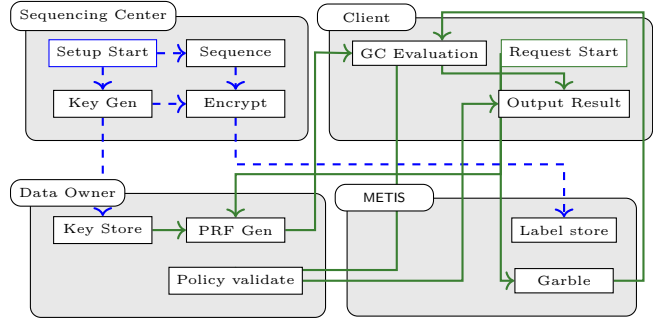 Sequencing Center
Setup Start
Sequence
Key Gen
Encrypt
Client
GC Evaluation
Request Start
Output Result
Data Owner
Key Store
PRF Gen
Policy validate
METIS
Label store
Garble